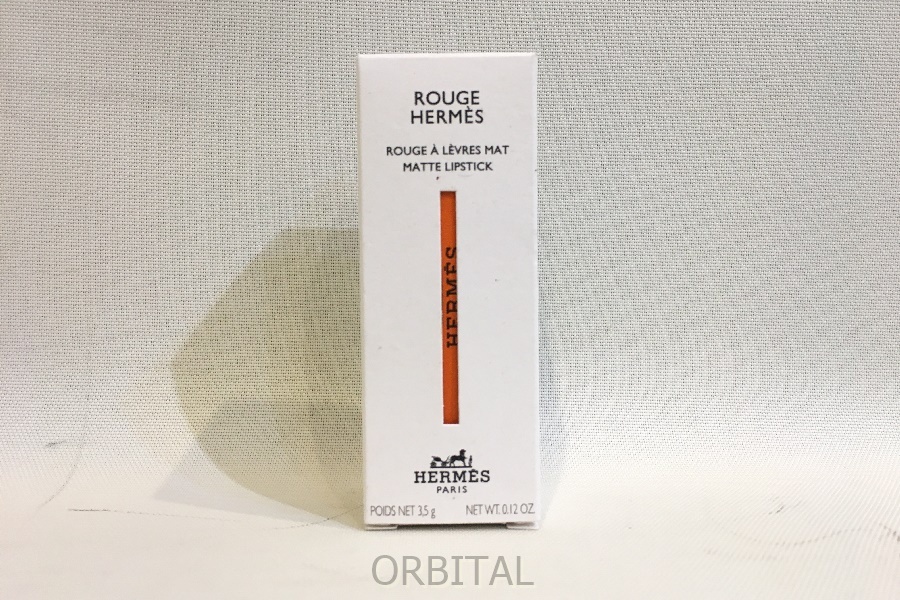 ROUGE
HERMÈS
ROUGE À LÈVRES MAT
MATTE LIPSTICK
HERMÈS
HERMÈS
PARIS
POIDS NET 3,5 g NET WT. 0.12 OZ.
ORBITAL